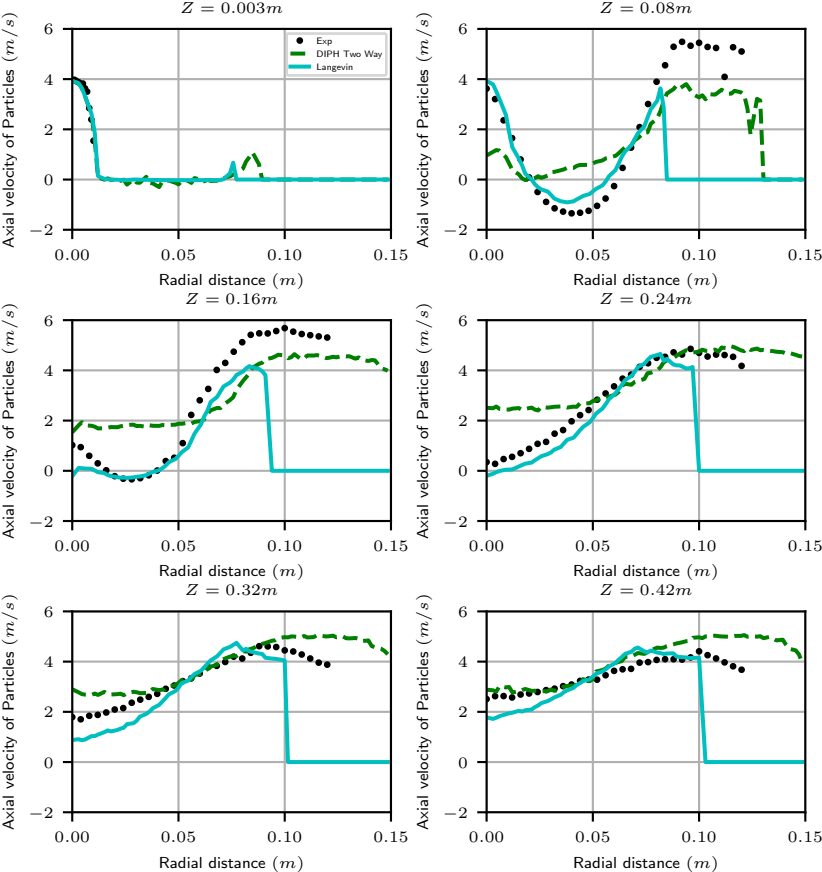 Z = 0.003m
Axial velocity of Particles (m/s)
6
4
2
0
−2
Exp
DIPH Two Way
Langevin
0.00 0.05 0.10 0.15
Radial distance (m)
Z = 0.08m
Axial velocity of Particles (m/s)
6
4
2
0
−2
0.00 0.05 0.10 0.15
Radial distance (m)
Z = 0.16m
Axial velocity of Particles (m/s)
6
4
2
0
−2
0.00 0.05 0.10 0.15
Radial distance (m)
Z = 0.24m
Axial velocity of Particles (m/s)
6
4
2
0
−2
0.00 0.05 0.10 0.15
Radial distance (m)
Z = 0.32m
Axial velocity of Particles (m/s)
6
4
2
0
−2
0.00 0.05 0.10 0.15
Radial distance (m)
Z = 0.42m
Axial velocity of Particles (m/s)
6
4
2
0
−2
0.00 0.05 0.10 0.15
Radial distance (m)